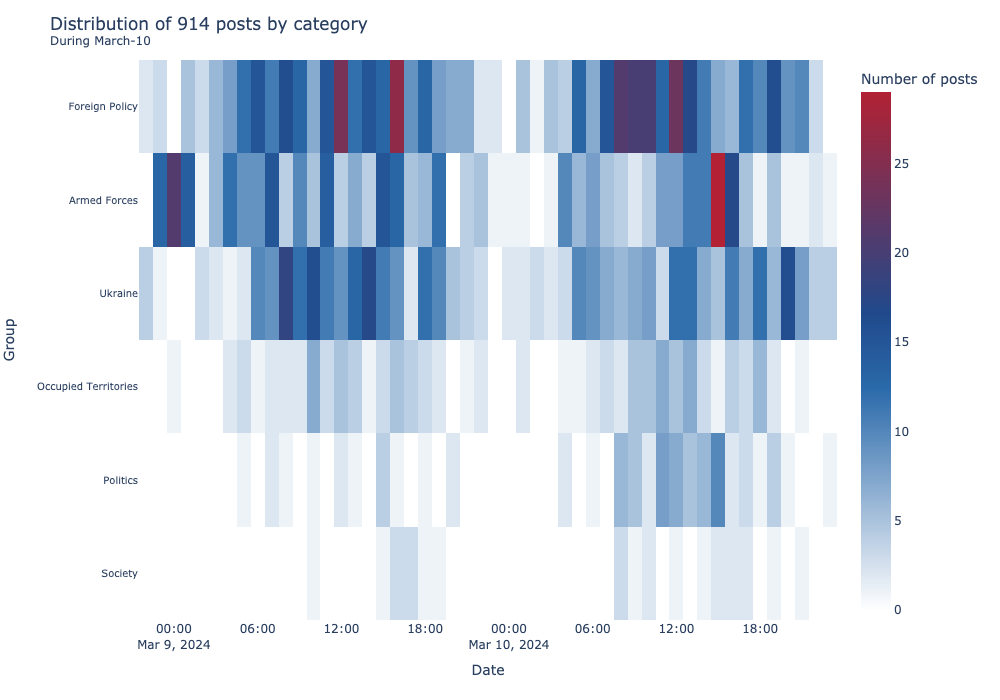 Distribution of 914 posts by category
During March-10
Number of posts
Foreign Policy
Armed Forces
Ukraine
Occupied Territories
Politics
Society
Group
25
20
15
10
5
0
00:00 06:00 12:00 18:00 00:00 06:00 12:00 18:00
Mar 9, 2024 Mar 10, 2024
Date